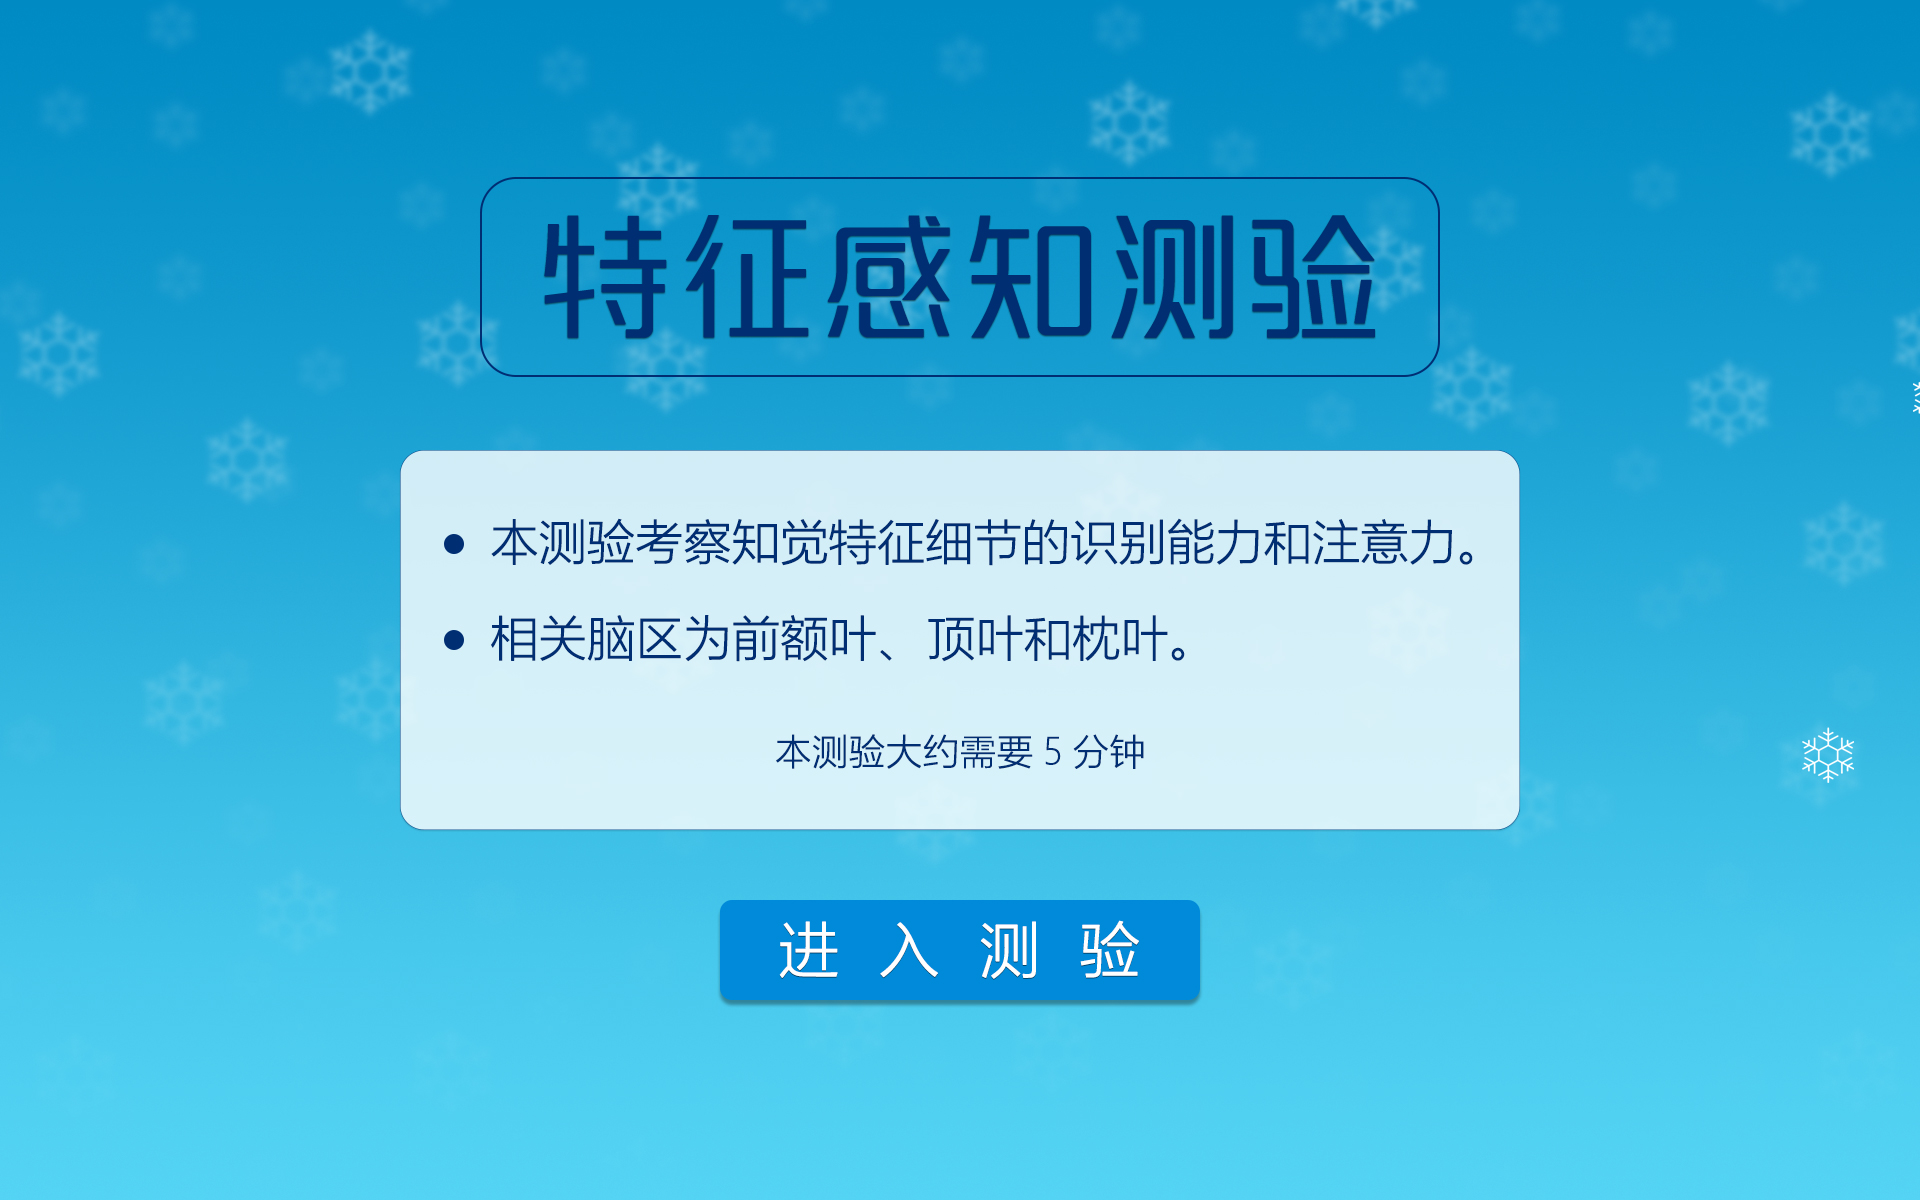 特征感知测验
● 本测验考察知觉特征细节的识别能力和注意力。
● 相关脑区为前额叶、顶叶和枕叶。
本测验大约需要 5 分钟
进 入 测 验